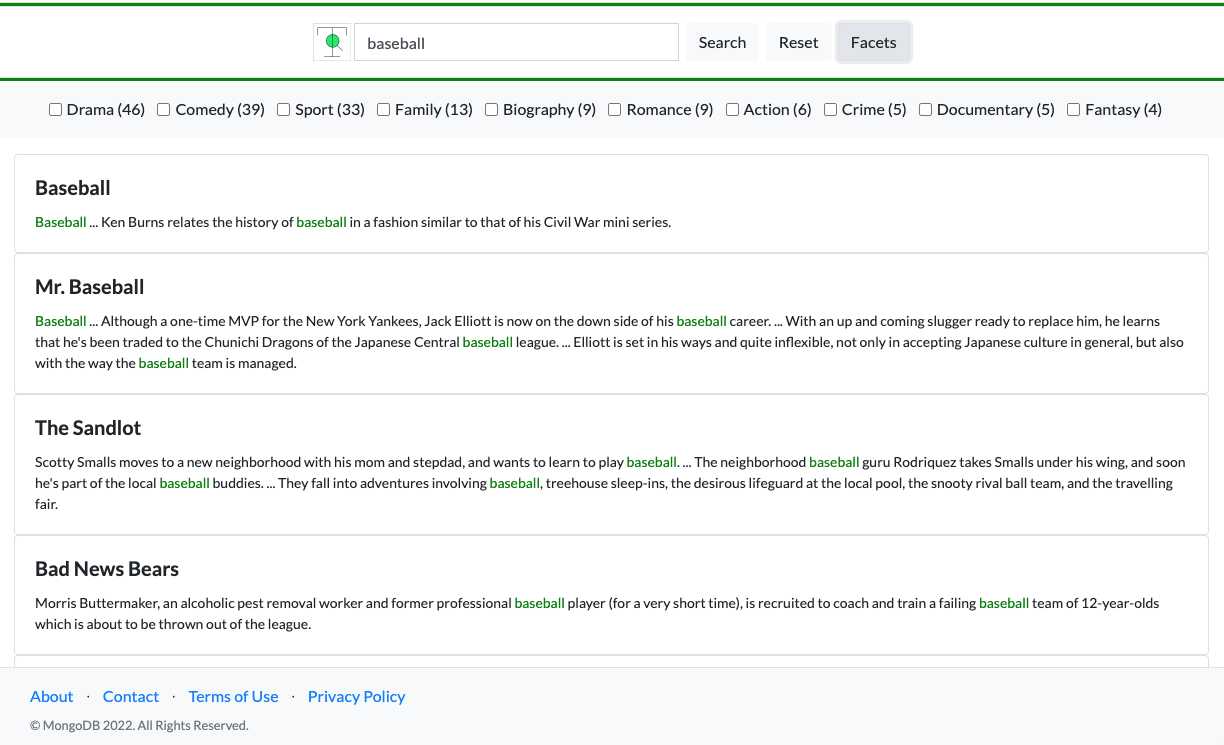 baseball Search Reset Facets
Drama (46) Comedy (39) Sport (33) Family (13) Biography (9) Romance (9) Action (6) Crime (5) Documentary (5) Fantasy (4)
Baseball
Baseball ... Ken Burns relates the history of baseball in a fashion similar to that of his Civil War mini series.
Mr. Baseball
Baseball ... Although a one-time MVP for the New York Yankees, Jack Elliott is now on the down side of his baseball career. ... With an up and coming slugger ready to replace him, he learns
that he's been traded to the Chunichi Dragons of the Japanese Central baseball league. ... Elliott is set in his ways and quite inflexible, not only in accepting Japanese culture in general, but also
with the way the baseball team is managed.
The Sandlot
Scotty Smalls moves to a new neighborhood with his mom and stepdad, and wants to learn to play baseball. ... The neighborhood baseball guru Rodriquez takes Smalls under his wing, and soon
he's part of the local baseball buddies. ... They fall into adventures involving baseball, treehouse sleep-ins, the desirous lifeguard at the local pool, the snooty rival ball team, and the travelling
fair.
Bad News Bears
Morris Buttermaker, an alcoholic pest removal worker and former professional baseball player (for a very short time), is recruited to coach and train a failing baseball team of 12-year-olds
which is about to be thrown out of the league.
About · Contact · Terms of Use · Privacy Policy
© MongoDB 2022. All Rights Reserved.